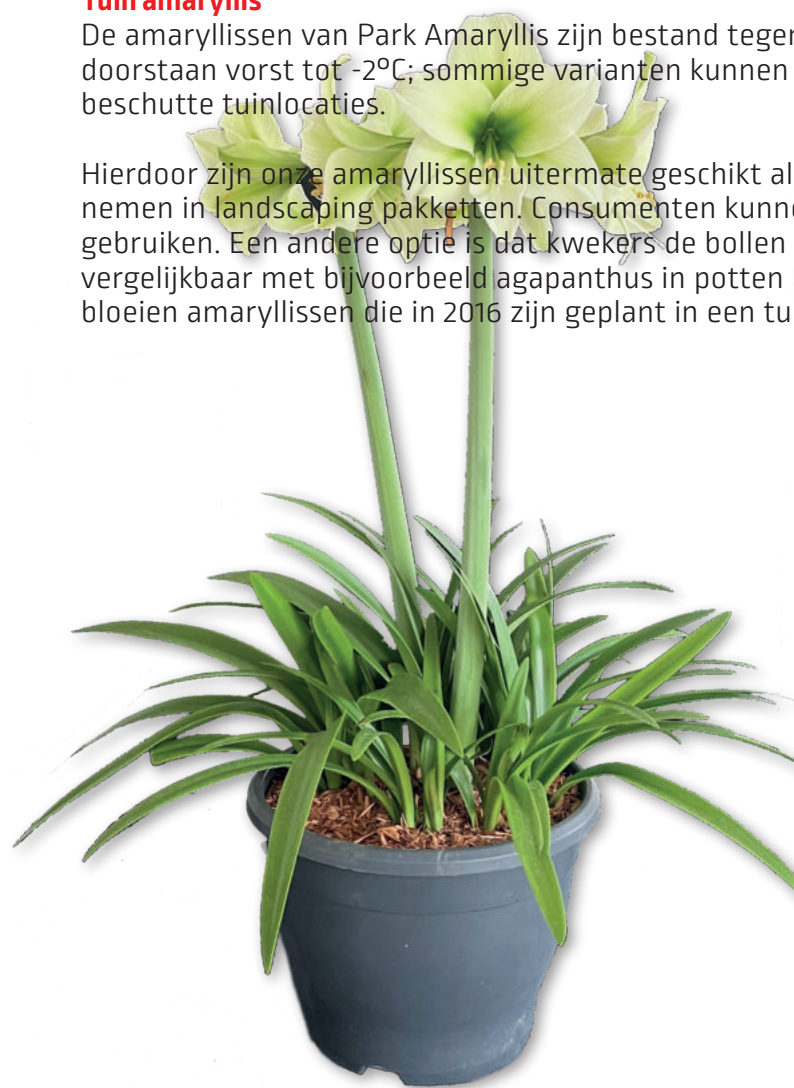 Tuin amaryllis
De amaryllissen van Park Amaryllis zijn bestand tegen
doorstaan vorst tot -2°C; sommige varianten kunnen
beschutte tuinlocaties.
Hierdoor zijn onze amaryllissen uitermate geschikt al
nemen in landscaping pakketten. Consumenten kunne
gebruiken. Een andere optie is dat kwekers de bollen
vergelijkbaar met bijvoorbeeld agapanthus in potten
bloeien amaryllissen die in 2016 zijn geplant in een tu